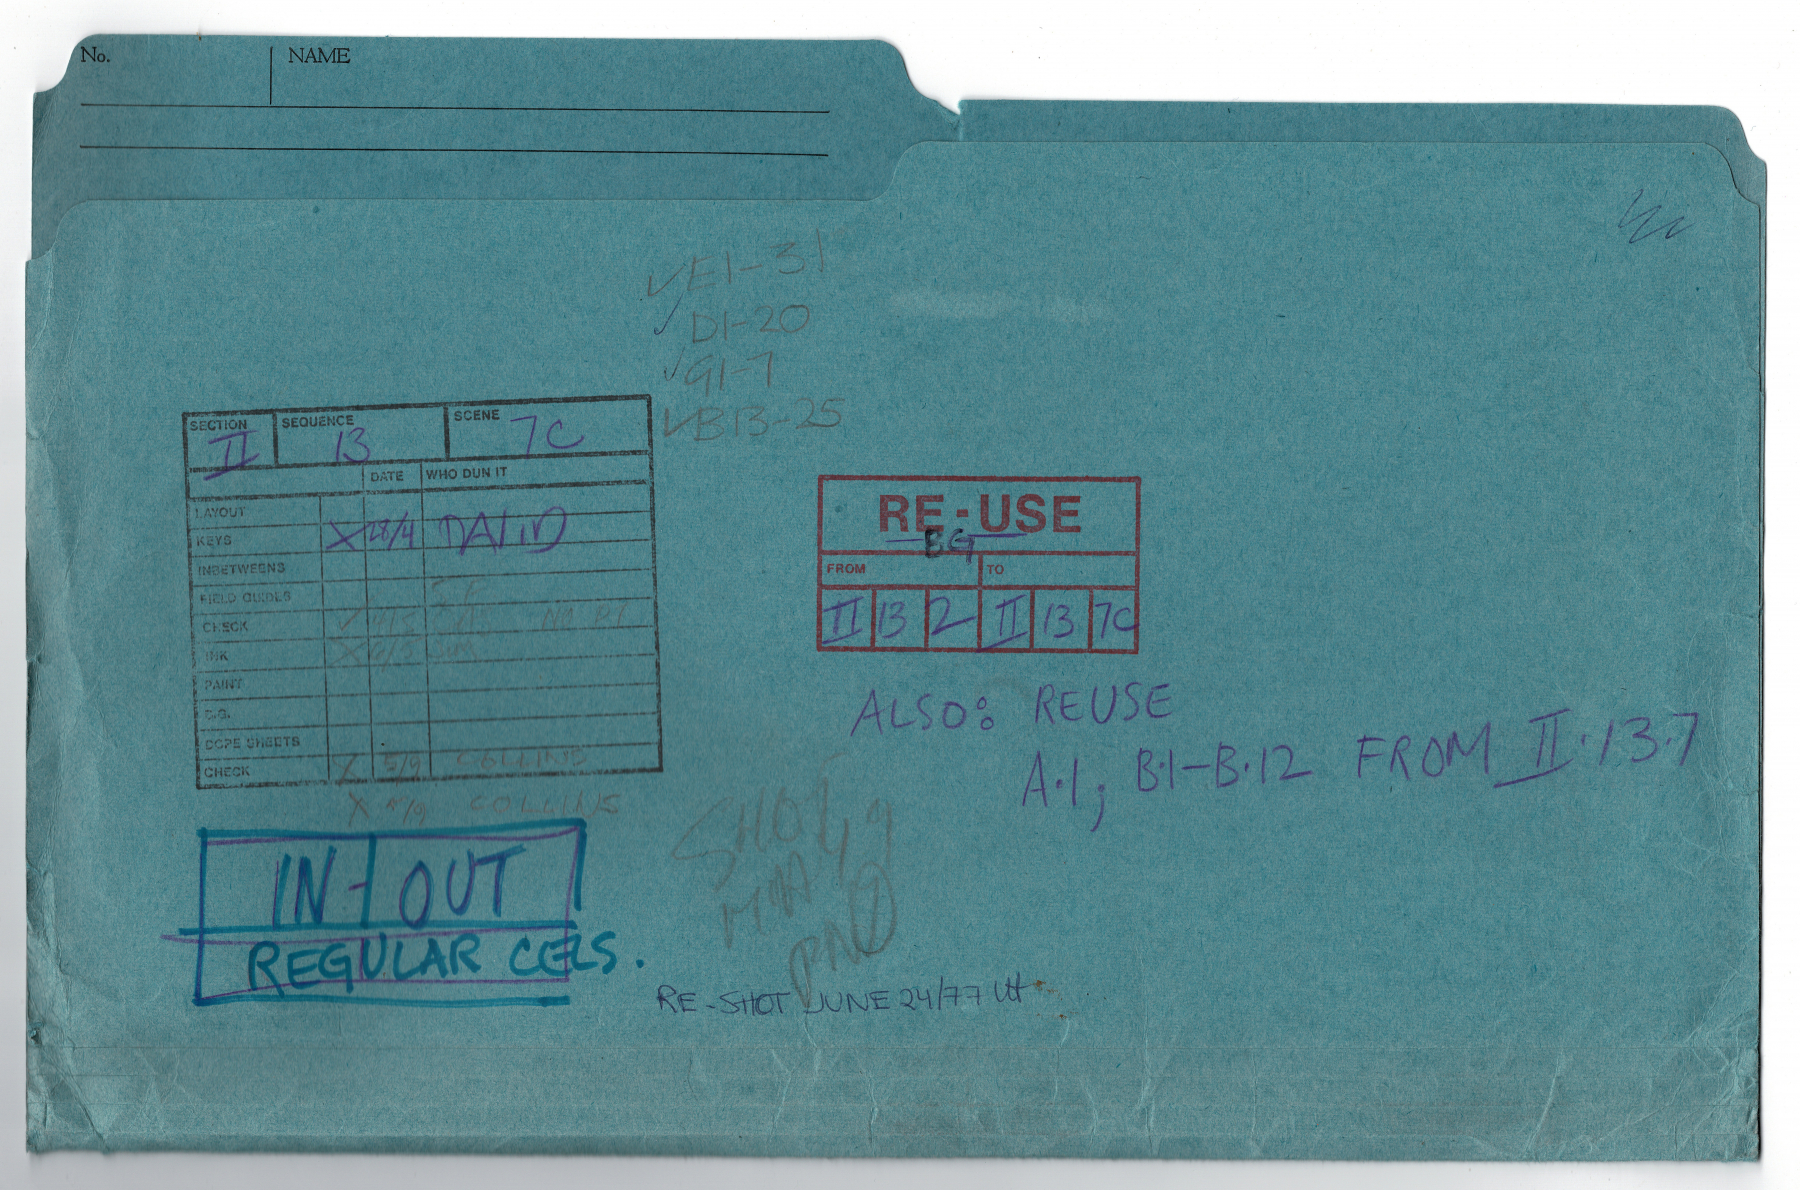 No. NAME
✓E1-31
✓D1-20
✓G1-7
✓B13-25
SECTION SEQUENCE SCENE
II 13 7C
DATE WHO DUN IT
LAYOUT
KEYS X 28/4 DAVID
INBETWEENS
FIELD GUIDES
CHECK ✓
INK X
PAINT
B.G.
DOPE SHEETS
CHECK X 5/9 COLLINS
X COLLINS
RE-USE
BG
FROM TO
II 13 2 II 13 7C
ALSO: REUSE
A.1; B.1-B.12 FROM II.13.7
IN-OUT
REGULAR CELS.
SHOT
RE-SHOT JUNE 24/77